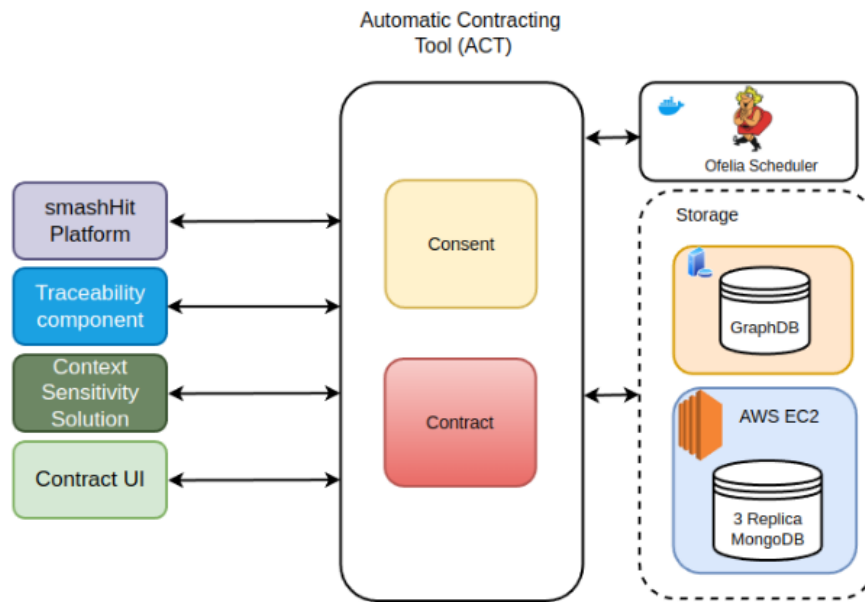 Automatic Contracting
Tool (ACT)
smashHit
Platform
Traceability
component
Context
Sensitivity
Solution
Contract UI
Consent
Contract
Ofelia Scheduler
Storage
GraphDB
AWS EC2
3 Replica
MongoDB